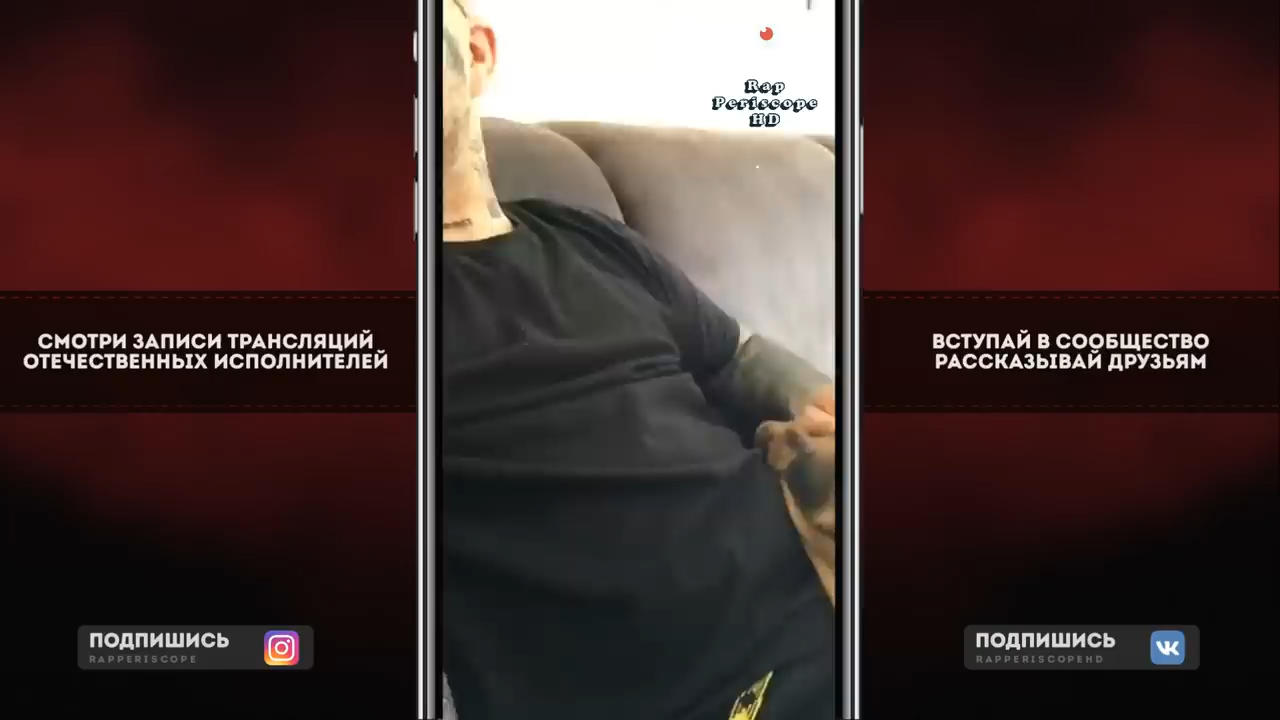 Rap
Periscope
HD
СМОТРИ ЗАПИСИ ТРАНСЛЯЦИЙ
ОТЕЧЕСТВЕННЫХ ИСПОЛНИТЕЛЕЙ
ВСТУПАЙ В СООБЩЕСТВО
РАССКАЗЫВАЙ ДРУЗЬЯМ
ПОДПИШИСЬ
RAPPERISCOPE
ПОДПИШИСЬ
RAPPERISCOPEHD